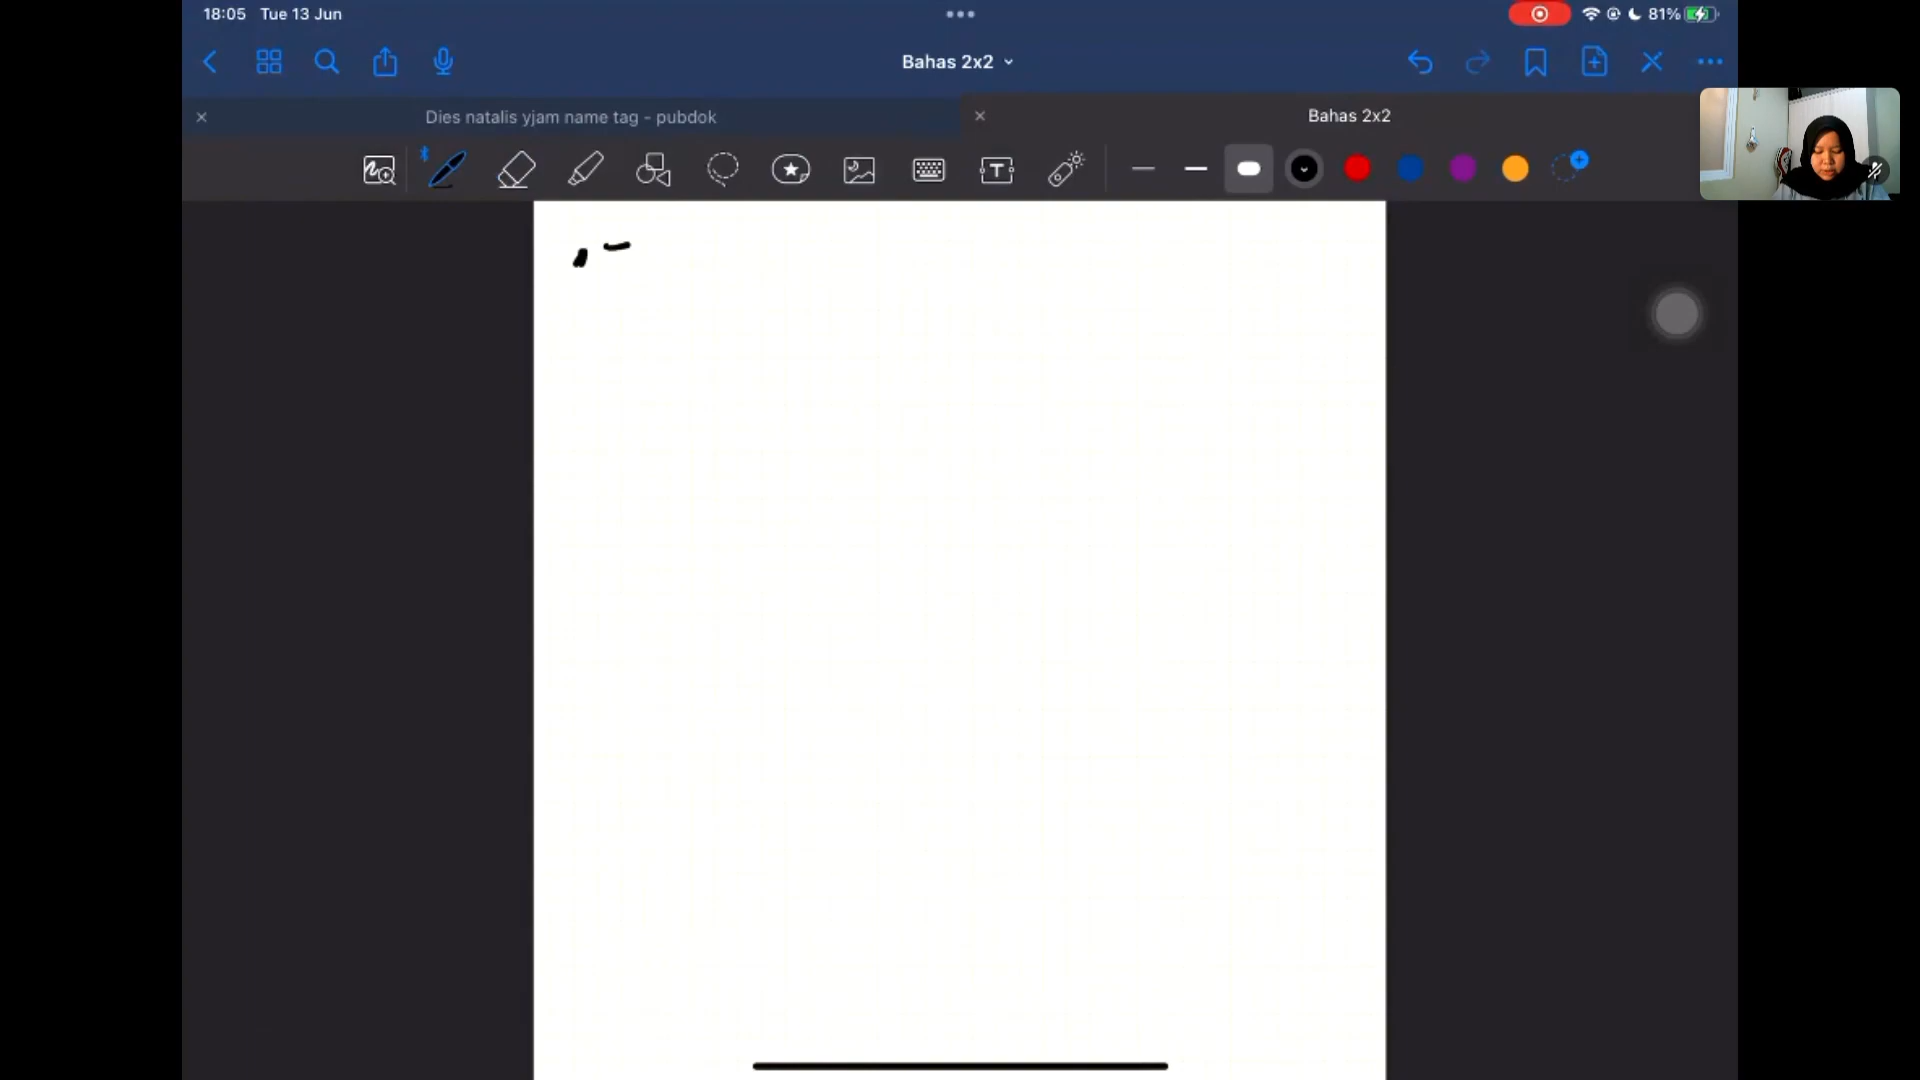 18:05 Tue 13 Jun 81%
Bahas 2x2
Dies natalis yjam name tag - pubdok
Bahas 2x2
T